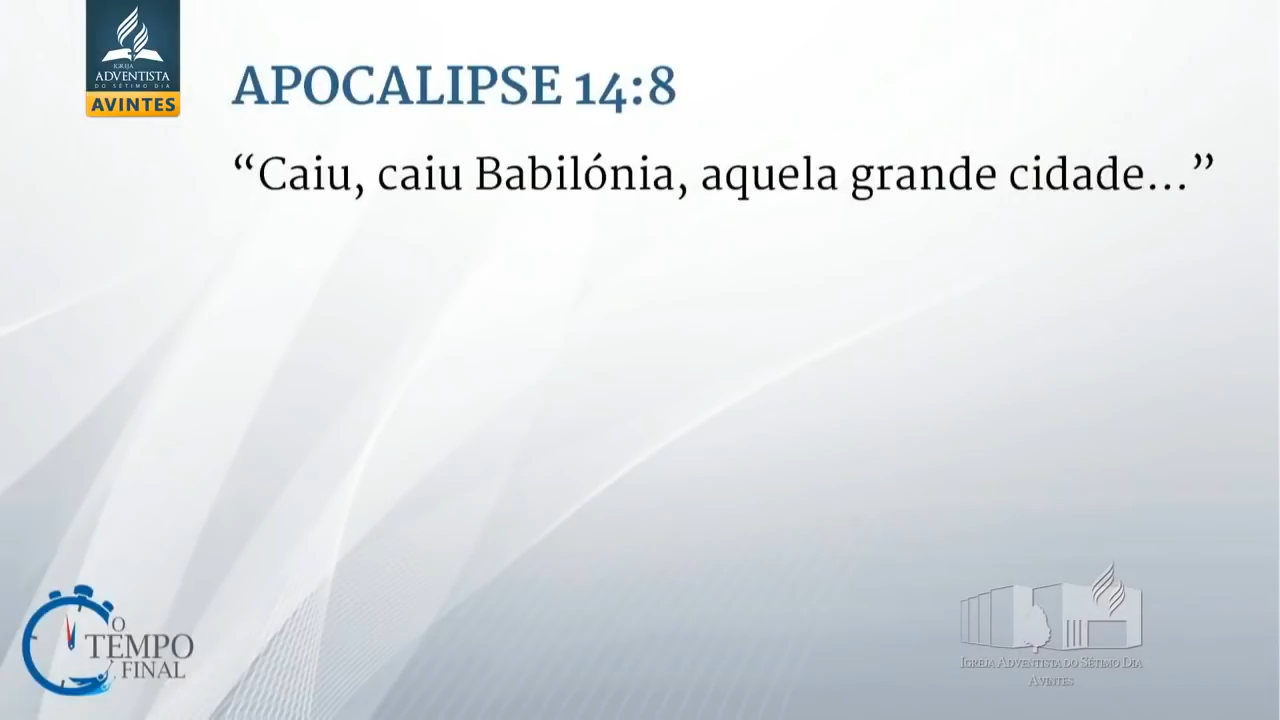 IGREJA
ADVENTISTA
DO SÉTIMO DIA
AVINTES
APOCALIPSE 14:8
“Caiu, caiu Babilónia, aquela grande cidade...”
O
TEMPO
FINAL
IGREJA ADVENTISTA DO SÉTIMO DIA
AVINTES